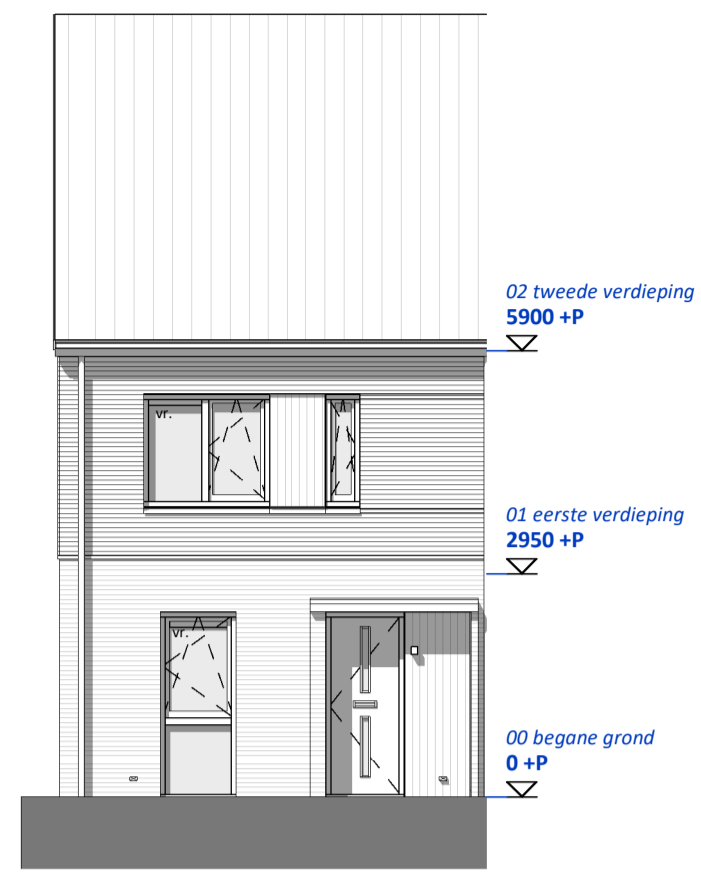 02 tweede verdieping
5900 +P
vr.
01 eerste verdieping
2950 +P
vr.
00 begane grond
0 +P